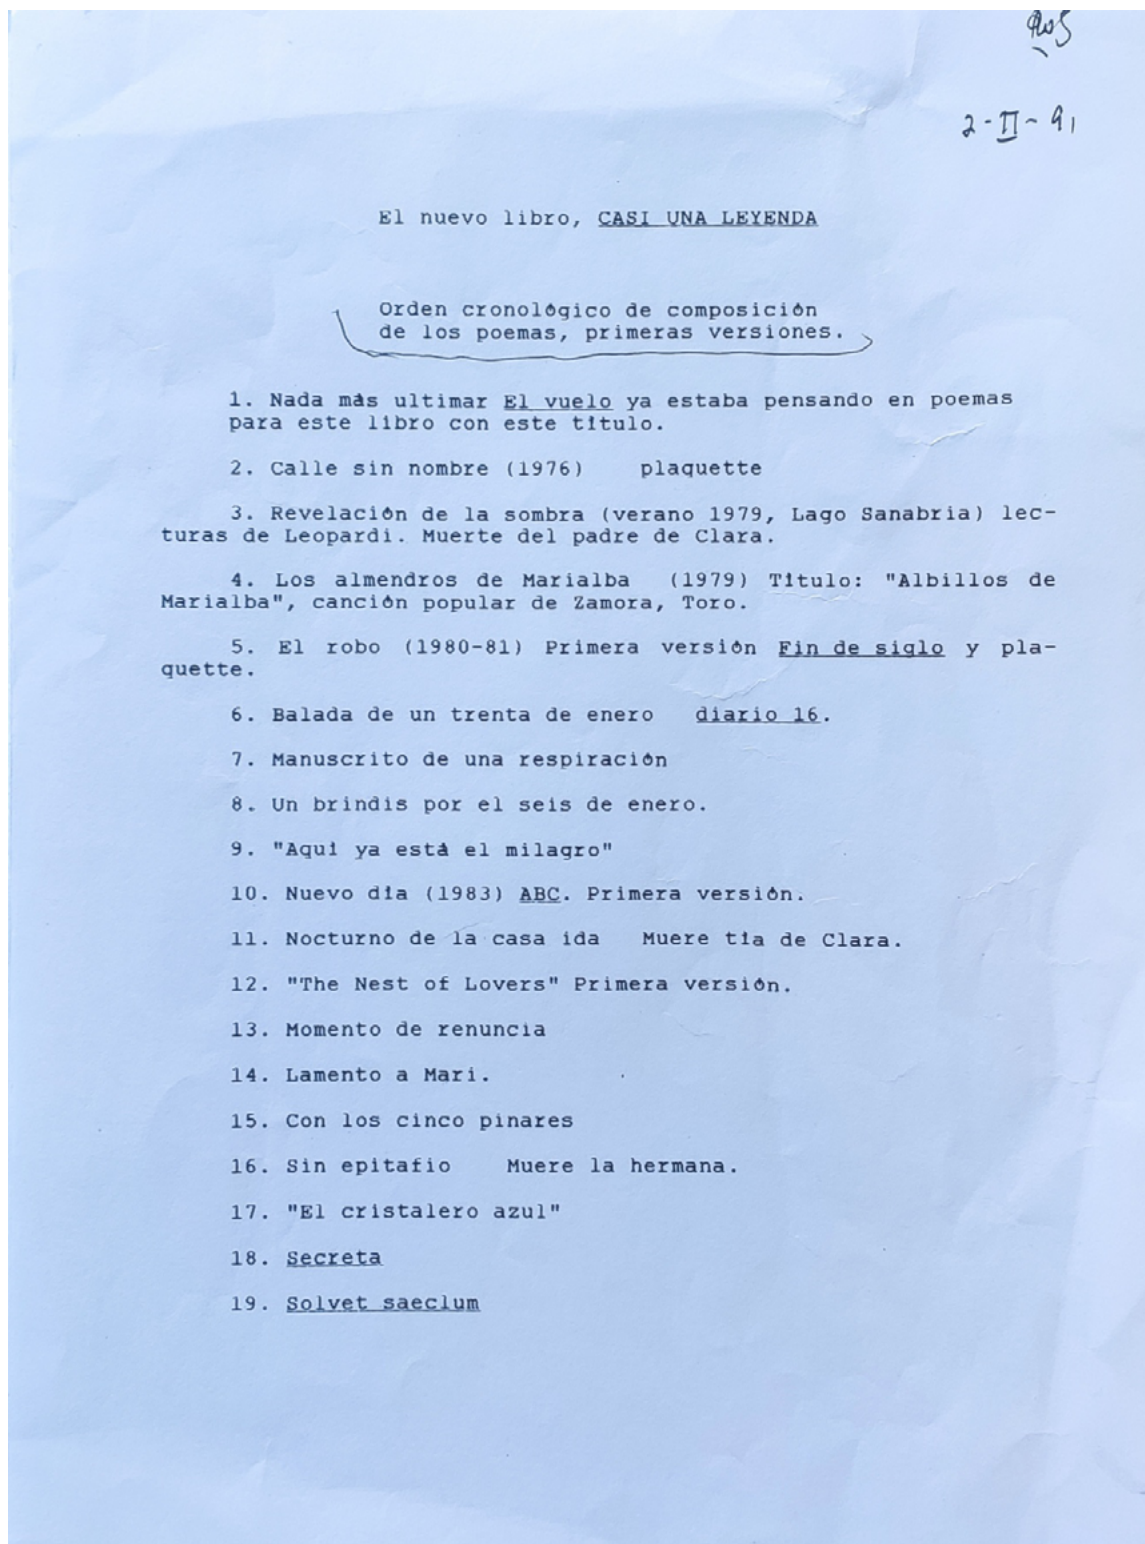 2-II-91
El nuevo libro, CASI UNA LEYENDA
Orden cronológico de composición
de los poemas, primeras versiones.
1. Nada más ultimar El vuelo ya estaba pensando en poemas
para este libro con este título.
2. Calle sin nombre (1976) plaquette
3. Revelación de la sombra (verano 1979, Lago Sanabria) lec-
turas de Leopardi. Muerte del padre de Clara.
4. Los almendros de Marialba (1979) Título: "Albillos de
Marialba", canción popular de Zamora, Toro.
5. El robo (1980-81) Primera versión Fin de siglo y pla-
quette.
6. Balada de un trenta de enero diario 16.
7. Manuscrito de una respiración
8. Un brindis por el seis de enero.
9. "Aquí ya está el milagro"
10. Nuevo día (1983) ABC. Primera versión.
11. Nocturno de la casa ida Muere tía de Clara.
12. "The Nest of Lovers" Primera versión.
13. Momento de renuncia
14. Lamento a Mari.
15. Con los cinco pinares
16. Sin epitafio Muere la hermana.
17. "El cristalero azul"
18. Secreta
19. Solvet saeclum